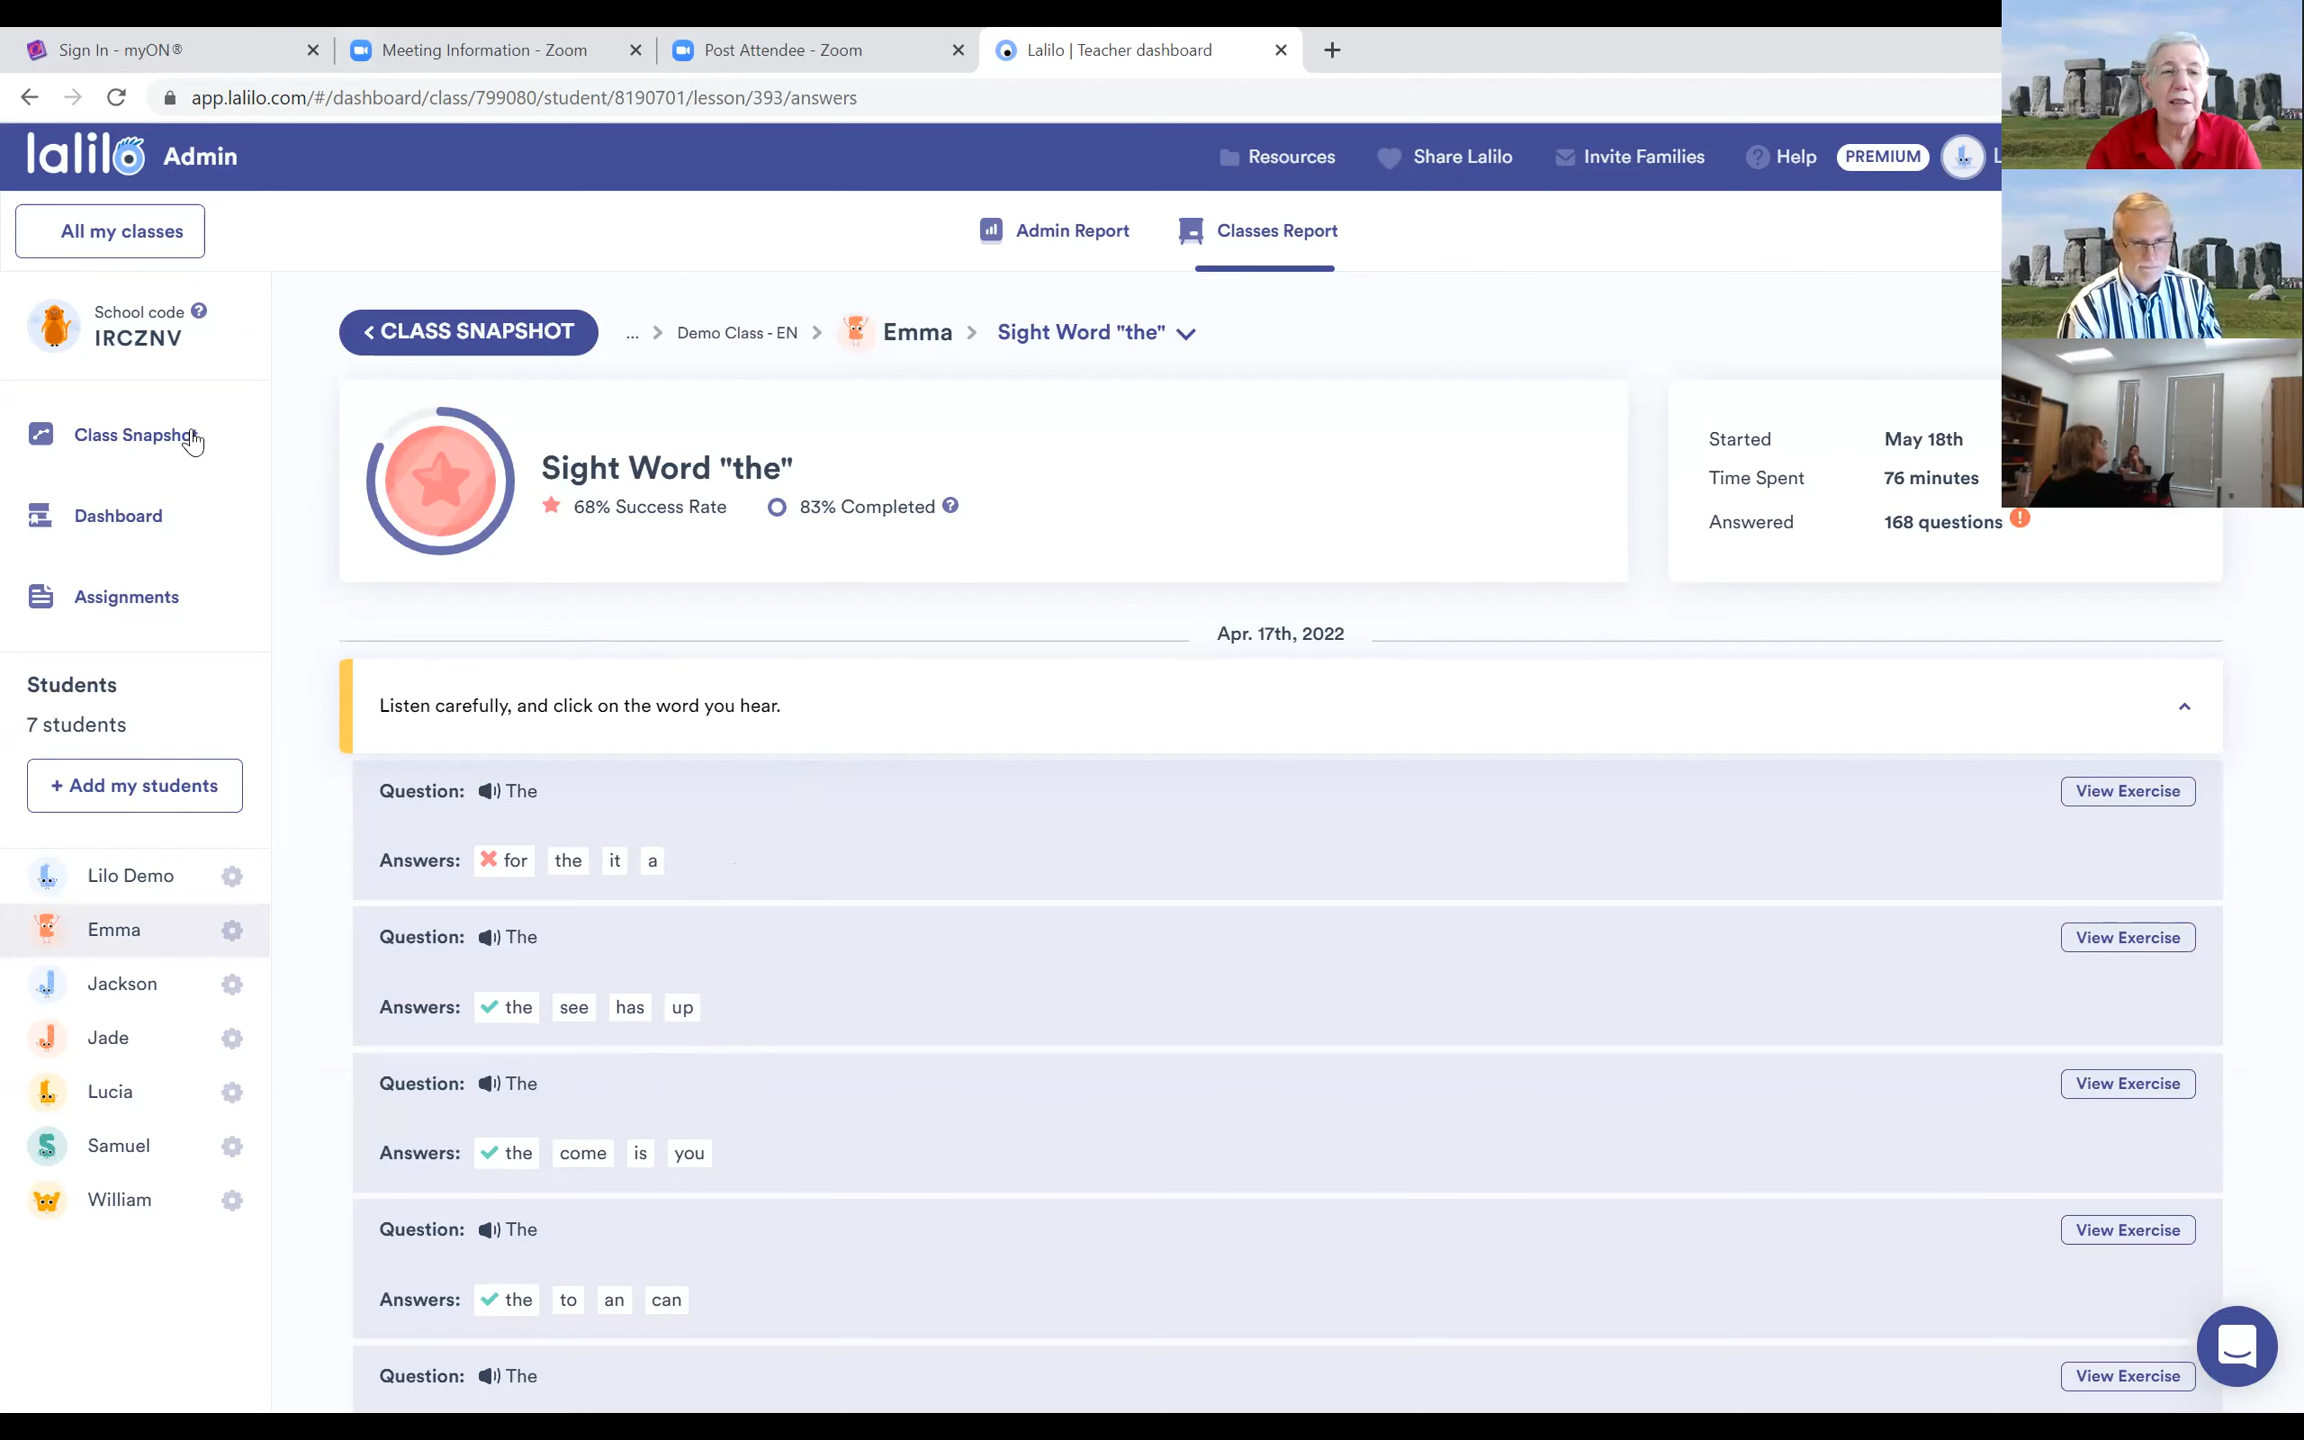 Sign In - myON®
Meeting Information - Zoom
Post Attendee - Zoom
Lalilo | Teacher dashboard
app.lalilo.com/#/dashboard/class/799080/student/8190701/lesson/393/answers
lalilo Admin
Resources
Share Lalilo
Invite Families
Help
PREMIUM
L
All my classes
Admin Report
Classes Report
School code
IRCZNV
< CLASS SNAPSHOT
...
Demo Class - EN
Emma
Sight Word "the"
Class Snapshot
Dashboard
Assignments
Sight Word "the"
68% Success Rate
83% Completed
Started May 18th
Time Spent 76 minutes
Answered 168 questions
Students
7 students
+ Add my students
Lilo Demo
Emma
Jackson
Jade
Lucia
Samuel
William
Apr. 17th, 2022
Listen carefully, and click on the word you hear.
Question: The
View Exercise
Answers: for the it a
Question: The
View Exercise
Answers: the see has up
Question: The
View Exercise
Answers: the come is you
Question: The
View Exercise
Answers: the to an can
Question: The
View Exercise